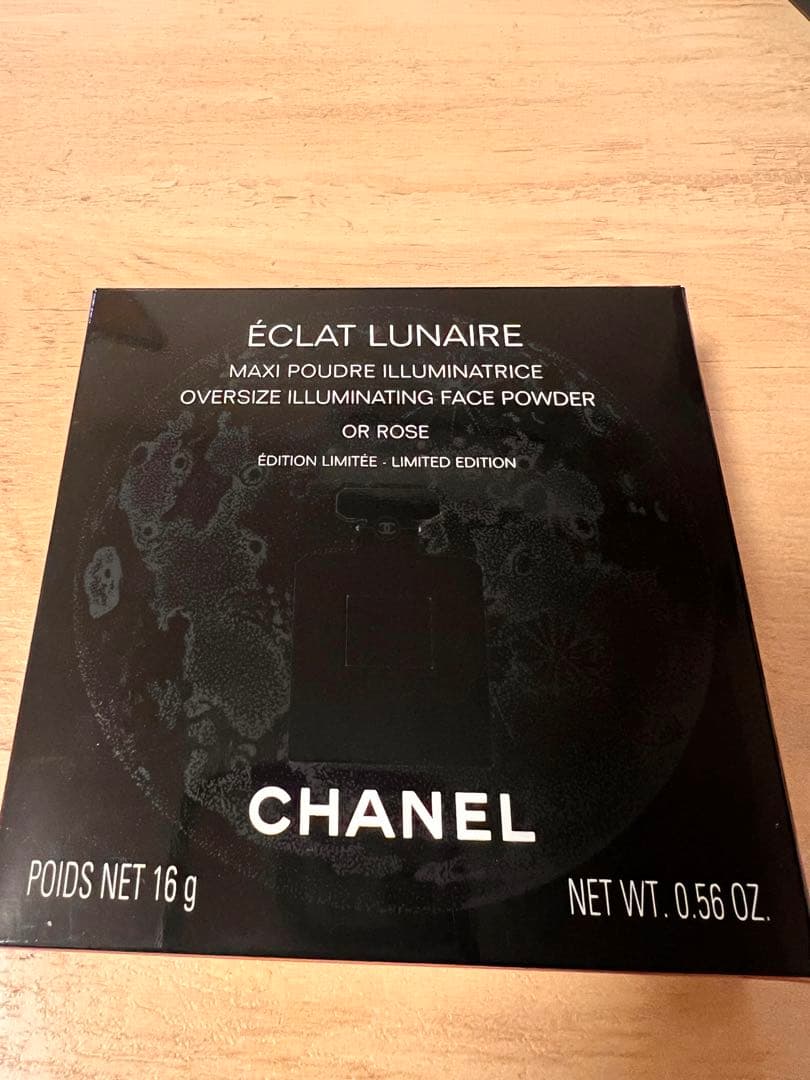 ÉCLAT LUNAIRE
MAXI POUDRE ILLUMINATRICE
OVERSIZE ILLUMINATING FACE POWDER
OR ROSE
ÉDITION LIMITÉE - LIMITED EDITION
CHANEL
POIDS NET 16 g
NET WT. 0.56 OZ.